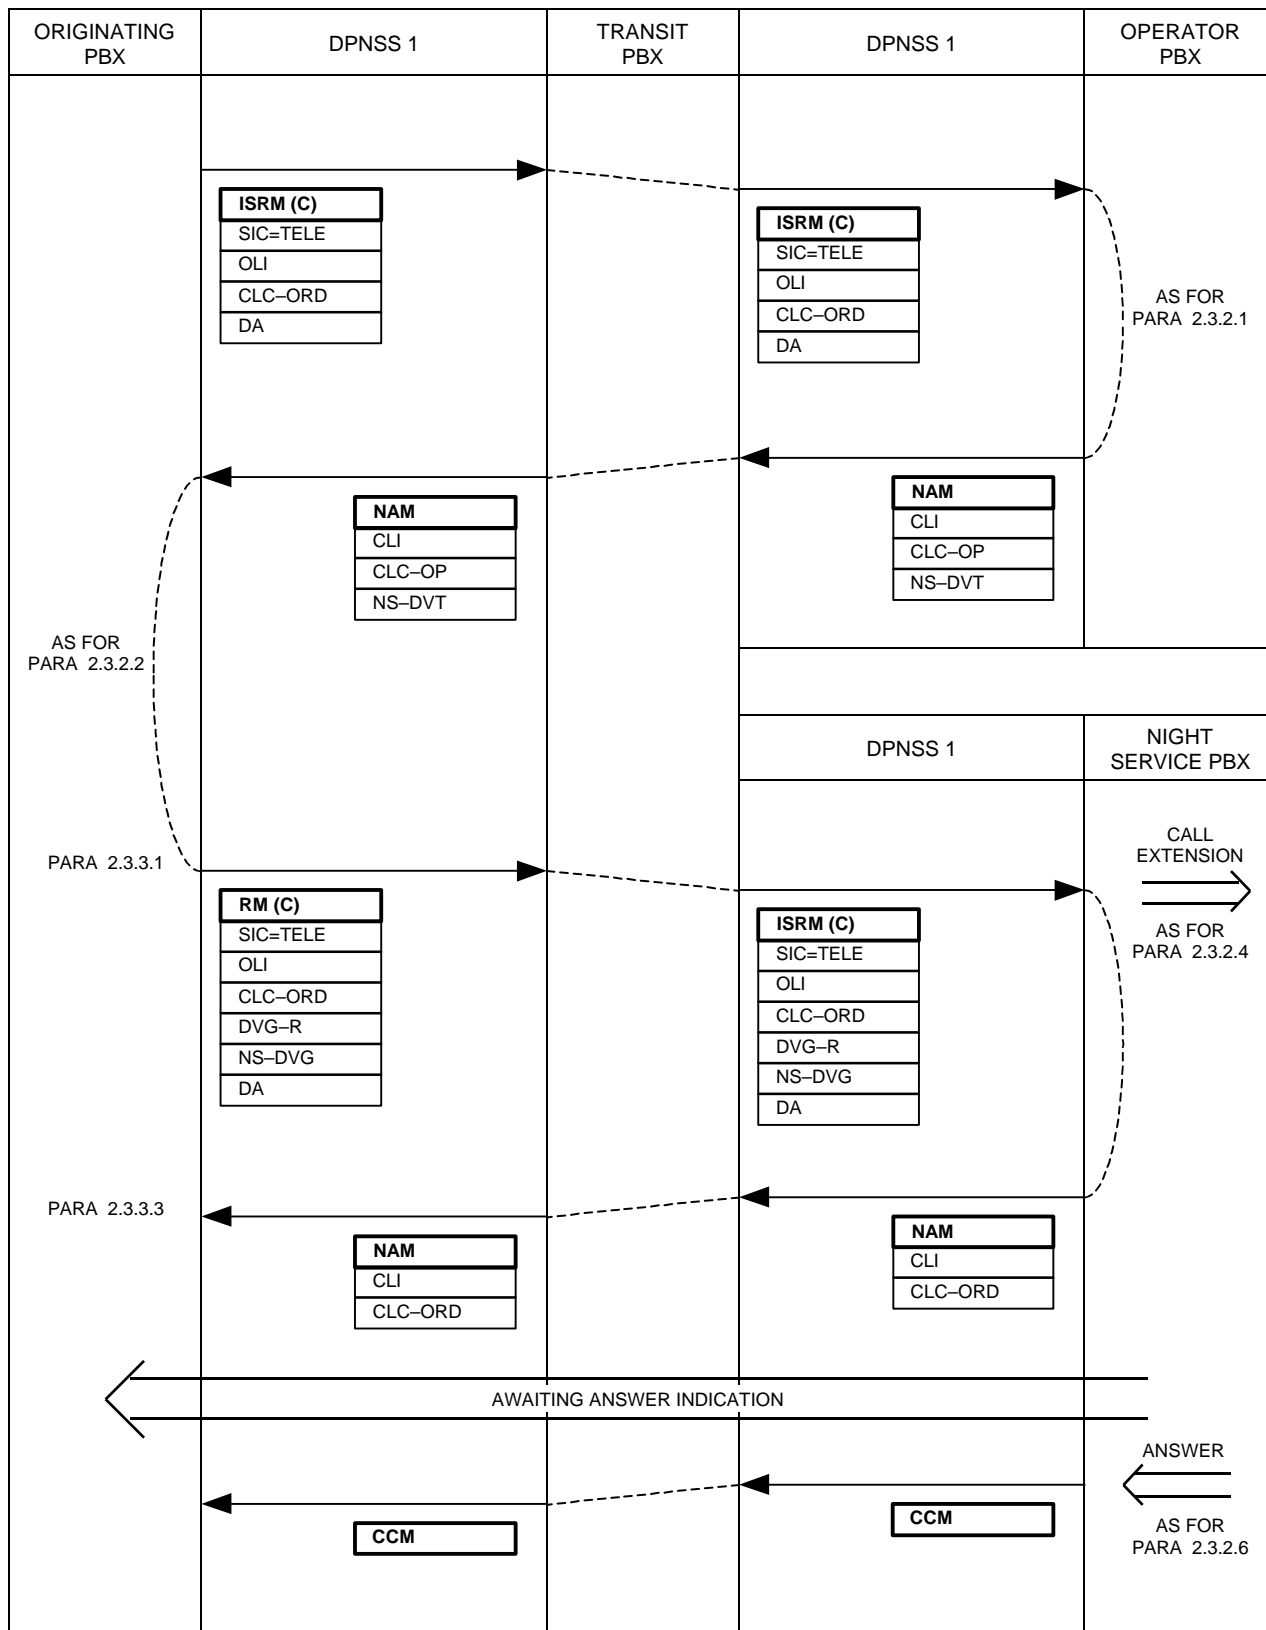 ORIGINATING
PBX
DPNSS 1
TRANSIT
PBX
DPNSS 1
OPERATOR
PBX
ISRM (C)
SIC=TELE
OLI
CLC–ORD
DA
ISRM (C)
SIC=TELE
OLI
CLC–ORD
DA
AS FOR
PARA 2.3.2.1
NAM
CLI
CLC–OP
NS–DVT
NAM
CLI
CLC–OP
NS–DVT
AS FOR
PARA 2.3.2.2
DPNSS 1
NIGHT
SERVICE PBX
PARA 2.3.3.1
CALL
EXTENSION
AS FOR
PARA 2.3.2.4
RM (C)
SIC=TELE
OLI
CLC–ORD
DVG–R
NS–DVG
DA
ISRM (C)
SIC=TELE
OLI
CLC–ORD
DVG–R
NS–DVG
DA
PARA 2.3.3.3
NAM
CLI
CLC–ORD
NAM
CLI
CLC–ORD
AWAITING ANSWER INDICATION
ANSWER
AS FOR
PARA 2.3.2.6
CCM
CCM